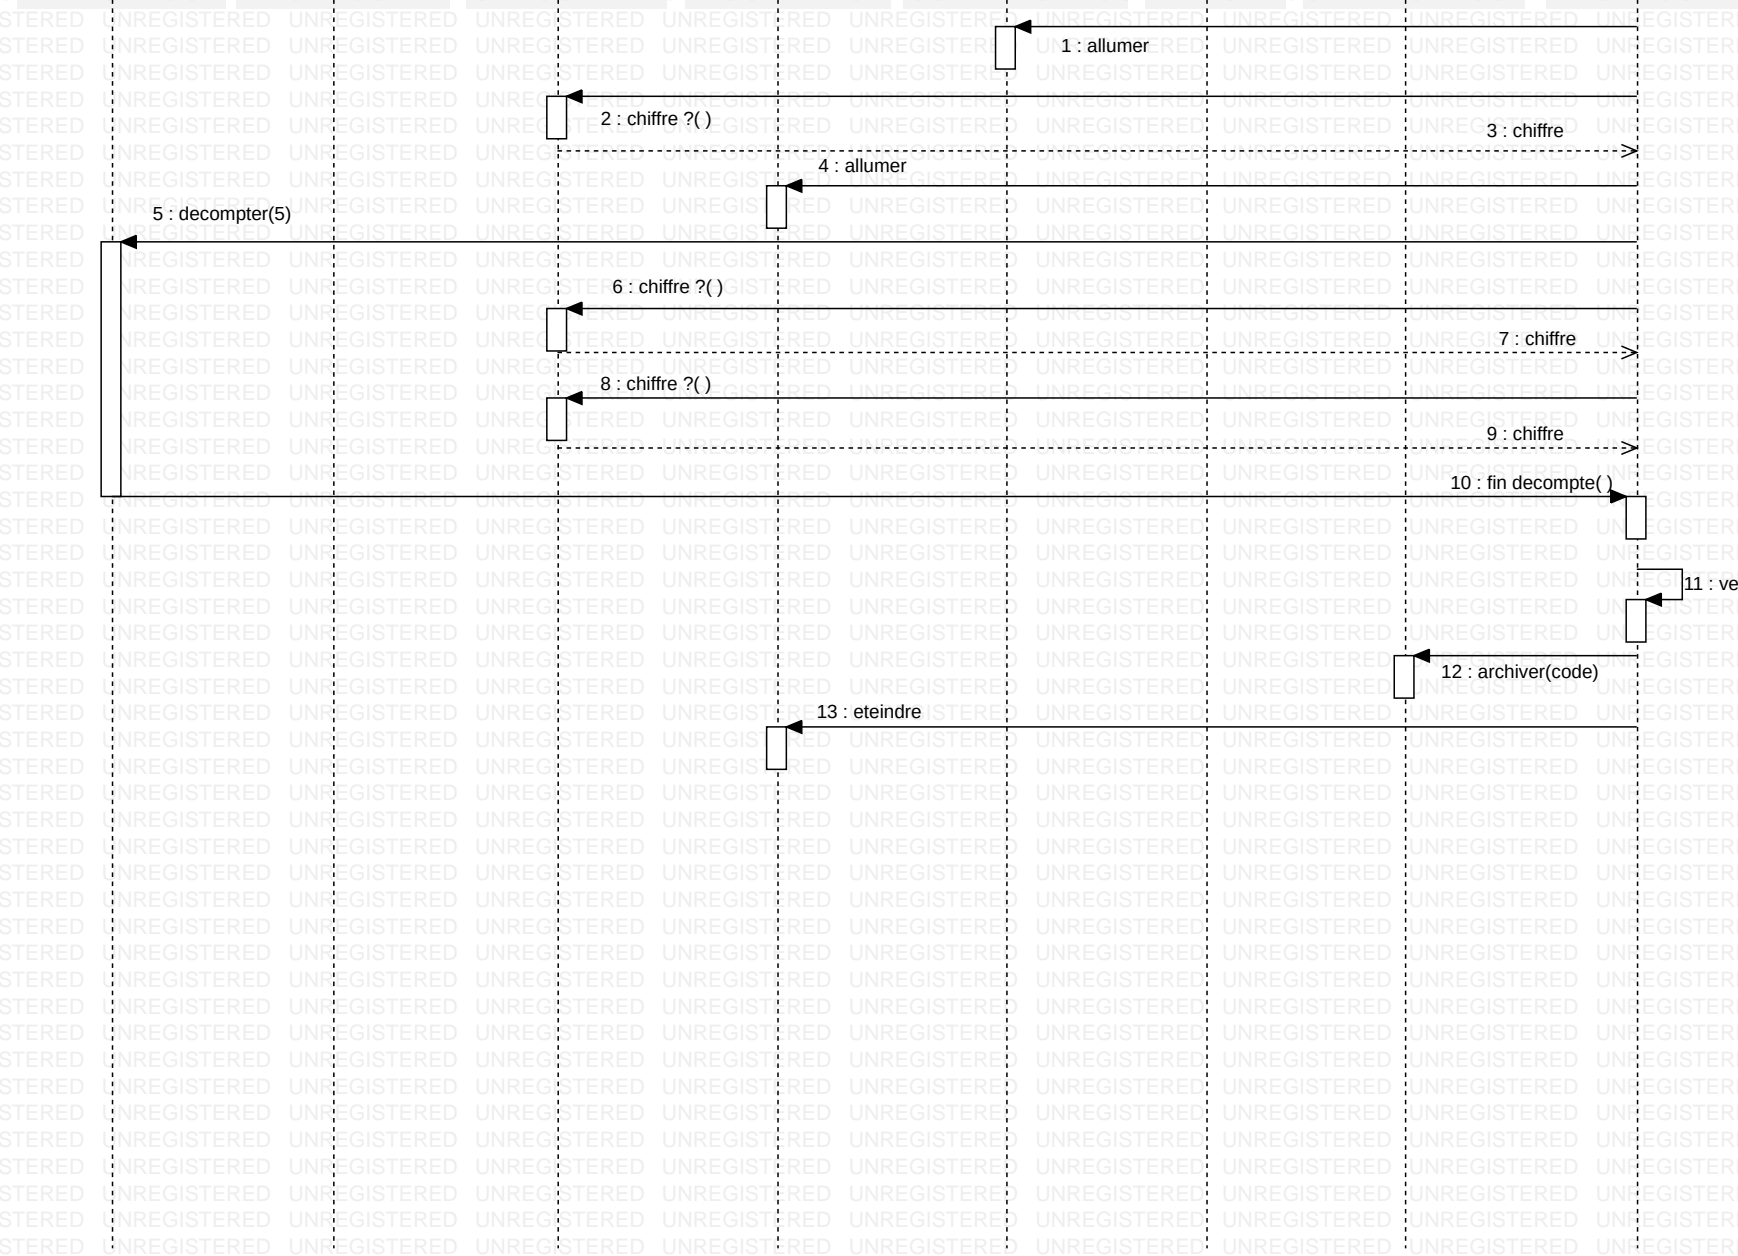 1 : allumer
2 : chiffre ?( )
3 : chiffre
4 : allumer
5 : decompter(5)
6 : chiffre ?( )
7 : chiffre
8 : chiffre ?( )
9 : chiffre
10 : fin decompte( )
11 : ve
12 : archiver(code)
13 : eteindre
UNREGISTERED